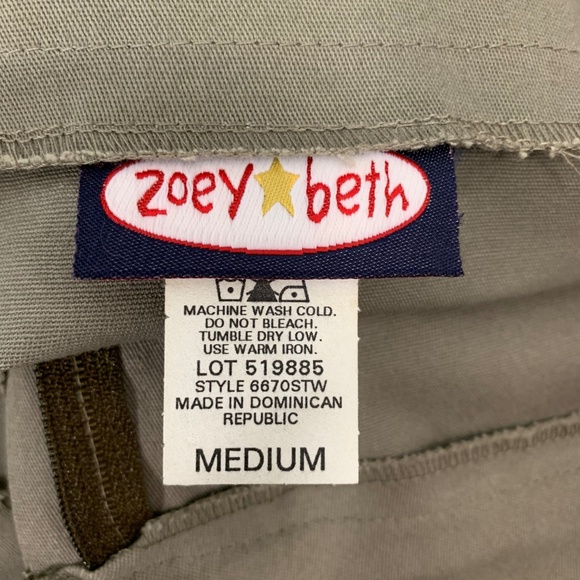 zoey beth
MACHINE WASH COLD.
DO NOT BLEACH.
TUMBLE DRY LOW.
USE WARM IRON.
LOT 519885
STYLE 6670STW
MADE IN DOMINICAN
REPUBLIC
MEDIUM